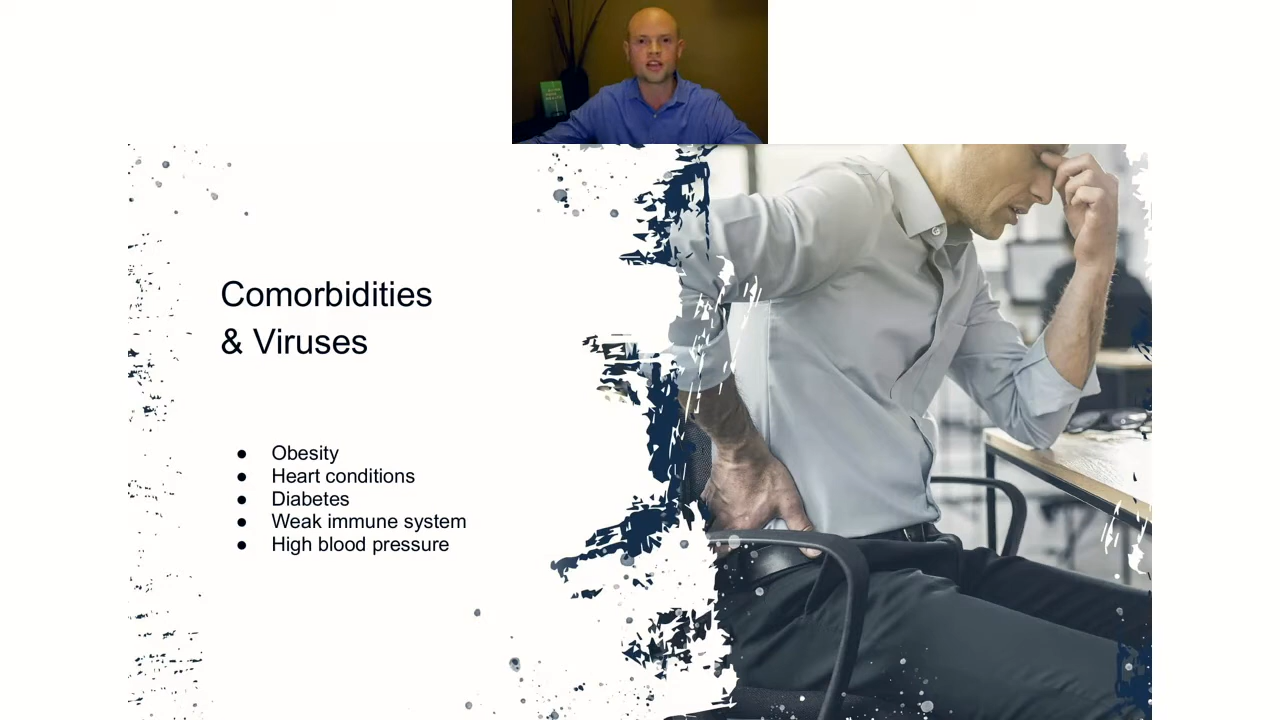 Comorbidities
& Viruses
● Obesity
● Heart conditions
● Diabetes
● Weak immune system
● High blood pressure